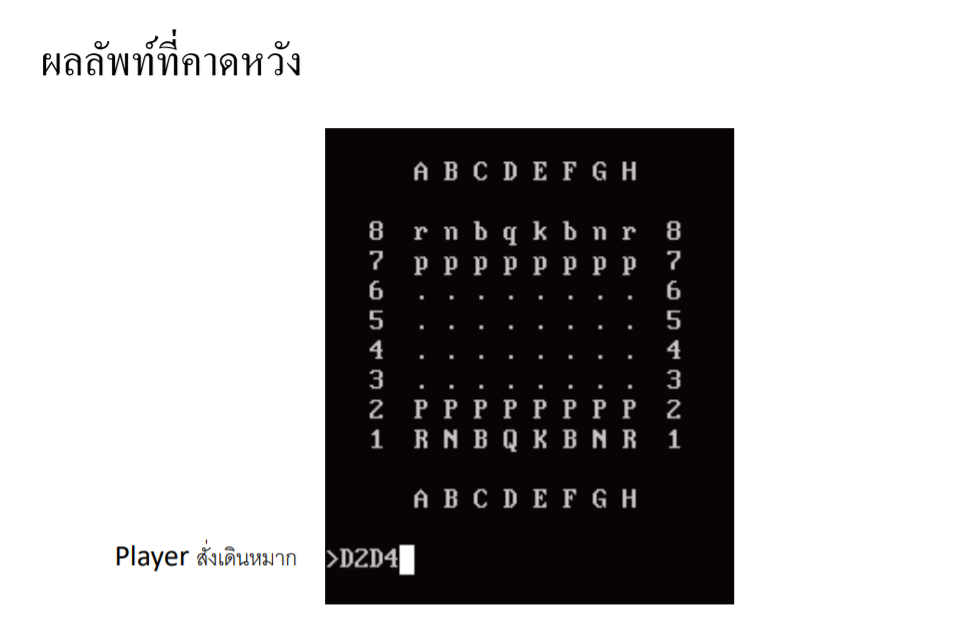 ผลลัพท์ที่คาดหวัง
A B C D E F G H
8 r n b q k b n r 8
7 p p p p p p p p 7
6 . . . . . . . . 6
5 . . . . . . . . 5
4 . . . . . . . . 4
3 . . . . . . . . 3
2 P P P P P P P P 2
1 R N B Q K B N R 1
A B C D E F G H
Player สั่งเดินหมาก >D2D4